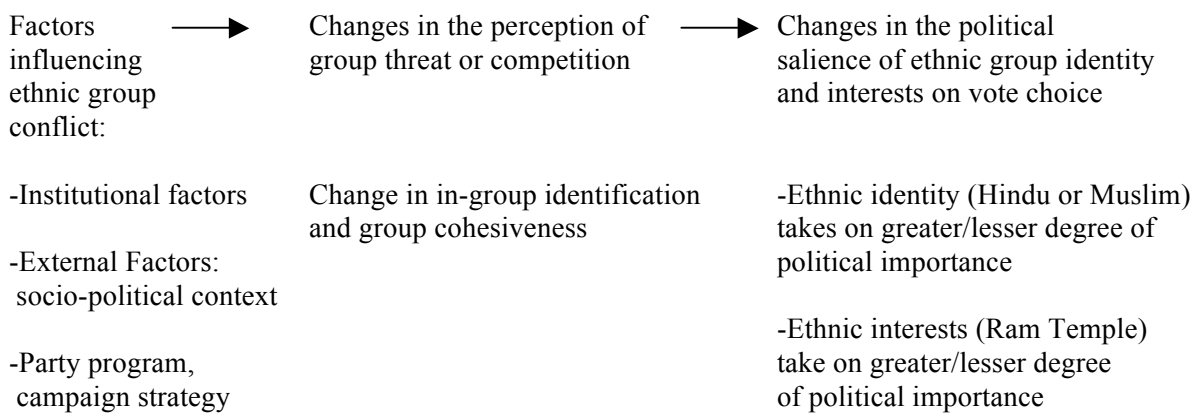 Factors
influencing
ethnic group
conflict:
Changes in the perception of
group threat or competition
Changes in the political
salience of ethnic group identity
and interests on vote choice
-Institutional factors
-External Factors:
socio-political context
-Party program,
campaign strategy
Change in in-group identification
and group cohesiveness
-Ethnic identity (Hindu or Muslim)
takes on greater/lesser degree of
political importance
-Ethnic interests (Ram Temple)
take on greater/lesser degree
of political importance